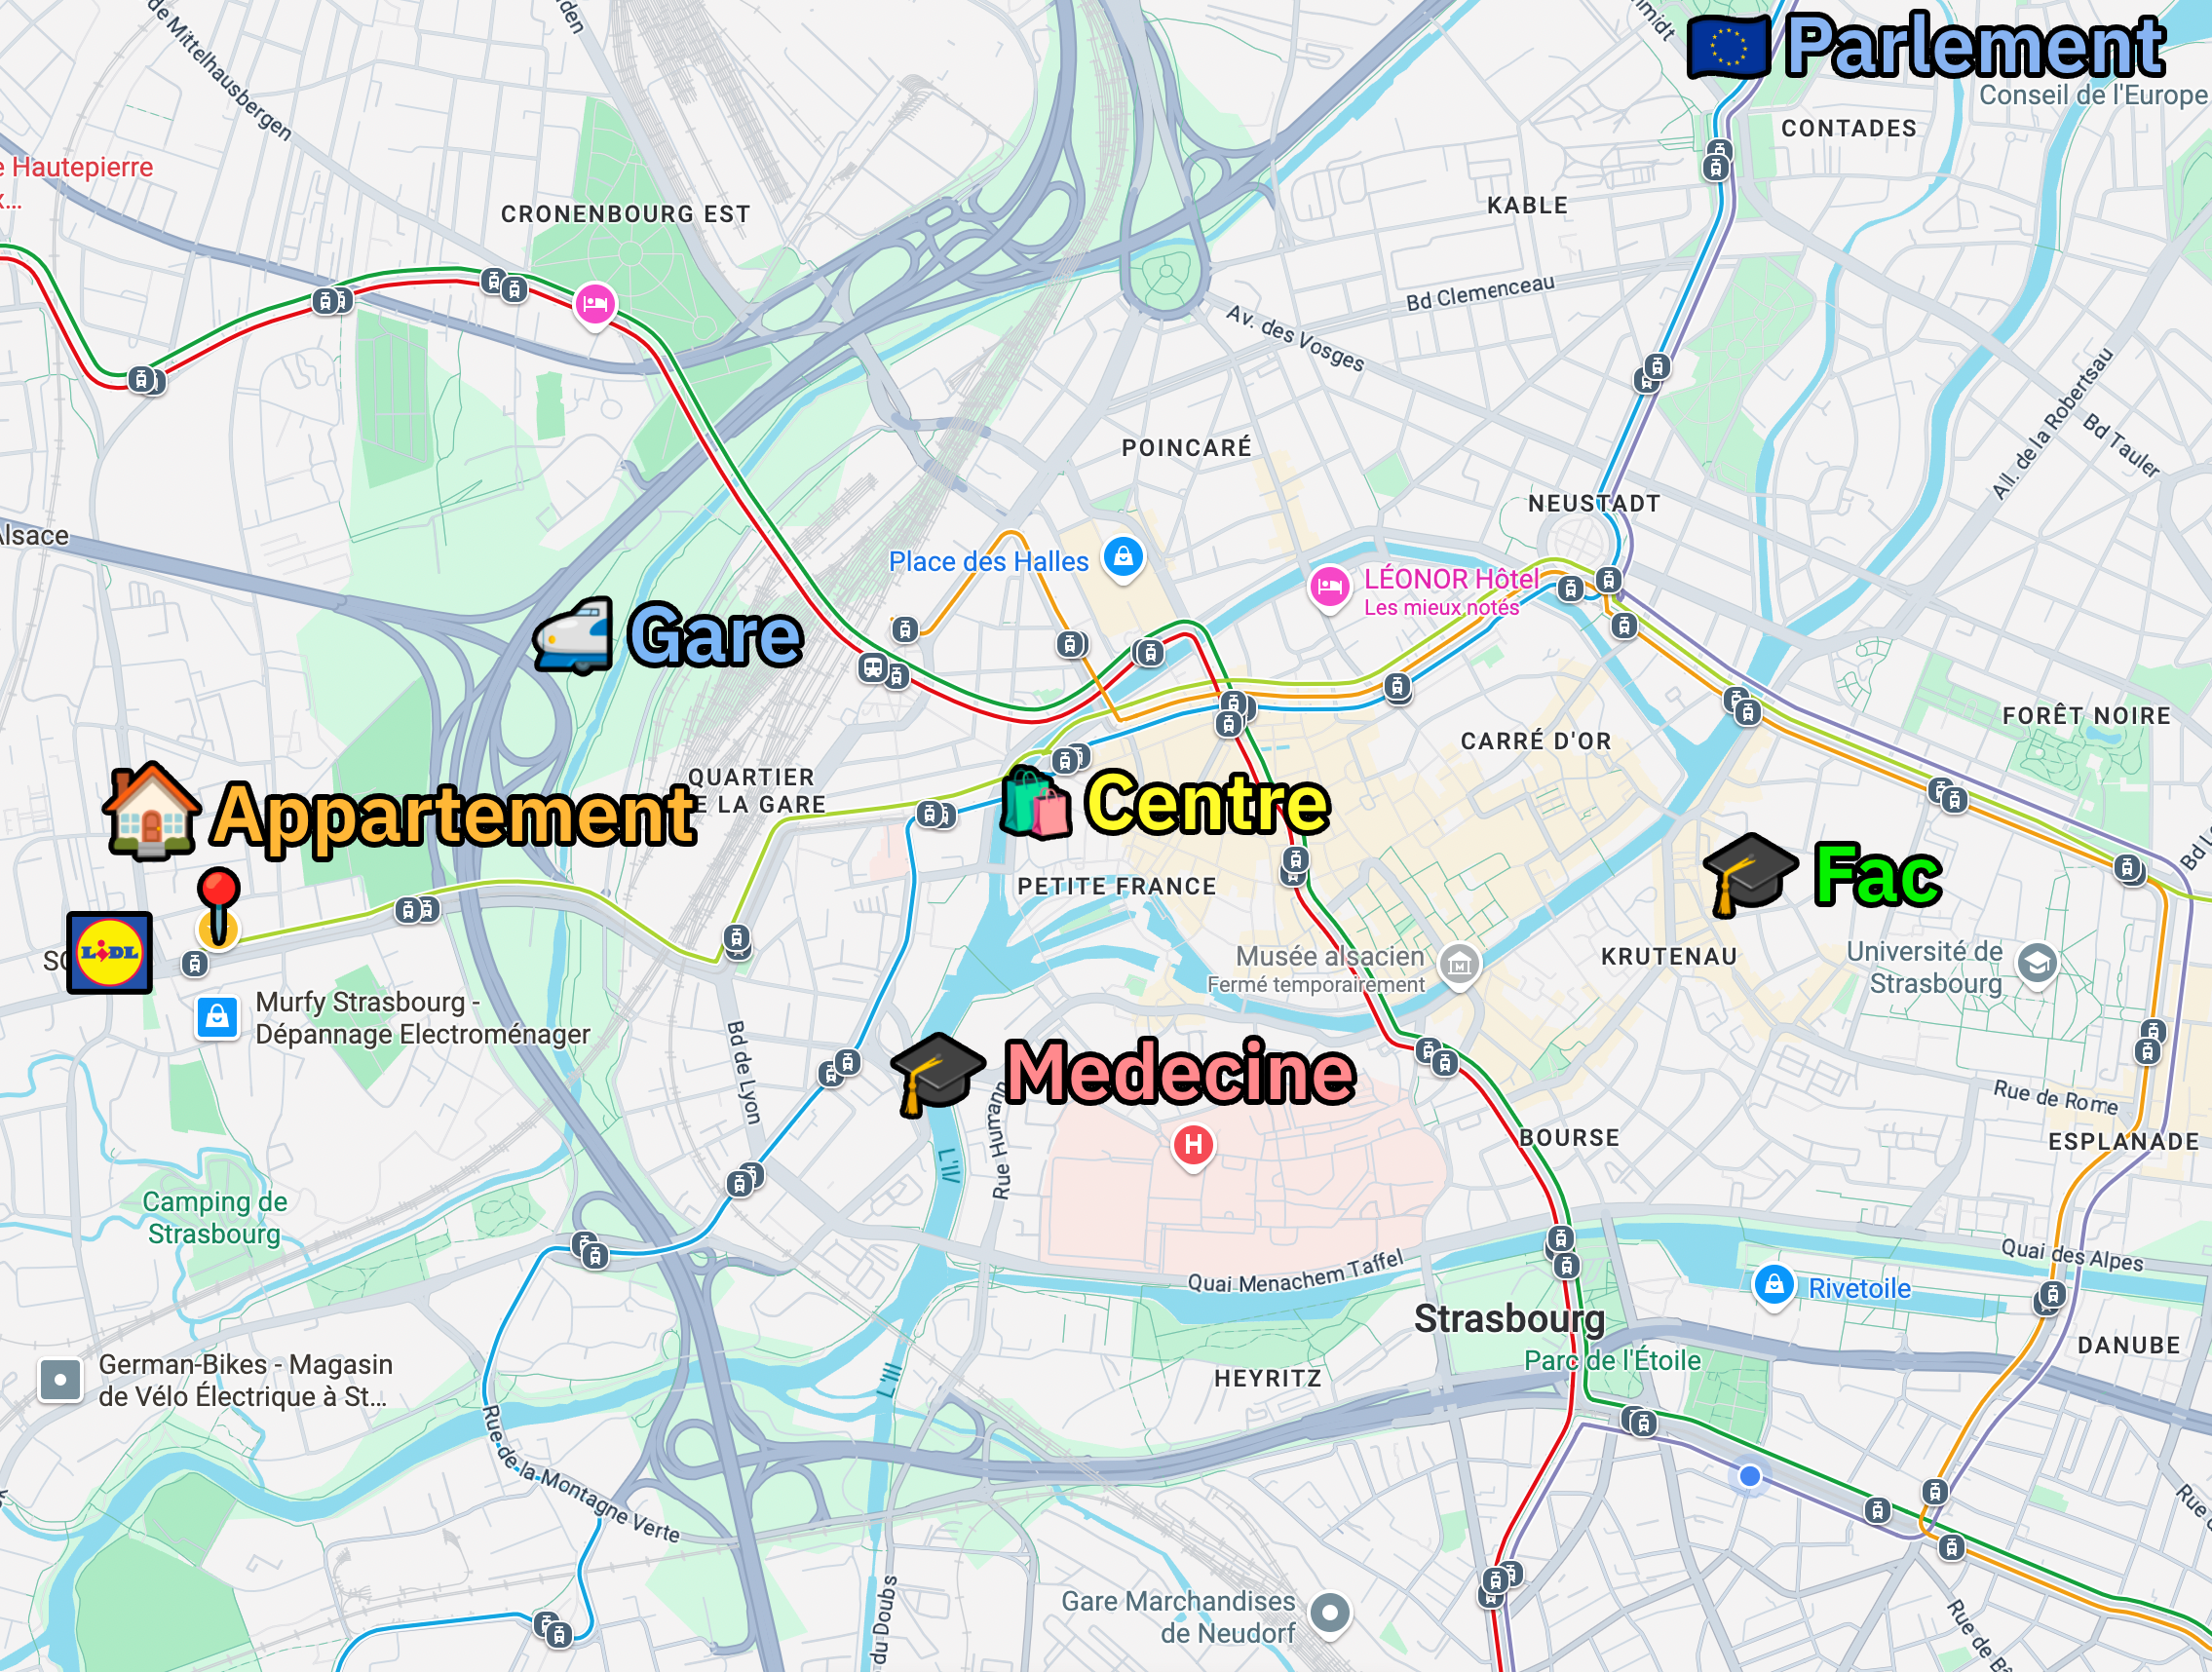 Parlement
Conseil de l'Europe
CONTADES
de Mittelhausbergen
e Hautepierre
x...
CRONENBOURG EST
KABLE
Bd Clemenceau
Av. des Vosges
All. de la Robertsau
Bd Tauler
POINCARÉ
NEUSTADT
Alsace
Place des Halles
LÉONOR Hôtel
Les mieux notés
Gare
FORÊT NOIRE
CARRÉ D'OR
QUARTIER
E LA GARE
Appartement
Centre
Fac
PETITE FRANCE
LIDL
Musée alsacien
Fermé temporairement
KRUTENAU
Université de
Strasbourg
Murfy Strasbourg -
Dépannage Electroménager
Bd de Lyon
Medecine
Rue Humann
H
Rue de Rome
BOURSE
ESPLANADE
L'Ill
Camping de
Strasbourg
Quai Menachem Taffel
Quai des Alpes
Rivetoile
Strasbourg
Parc de l'Étoile
DANUBE
HEYRITZ
L'Ill
German-Bikes - Magasin
de Vélo Électrique à St...
Rue de la Montagne Verte
Gare Marchandises
de Neudorf
du Doubs